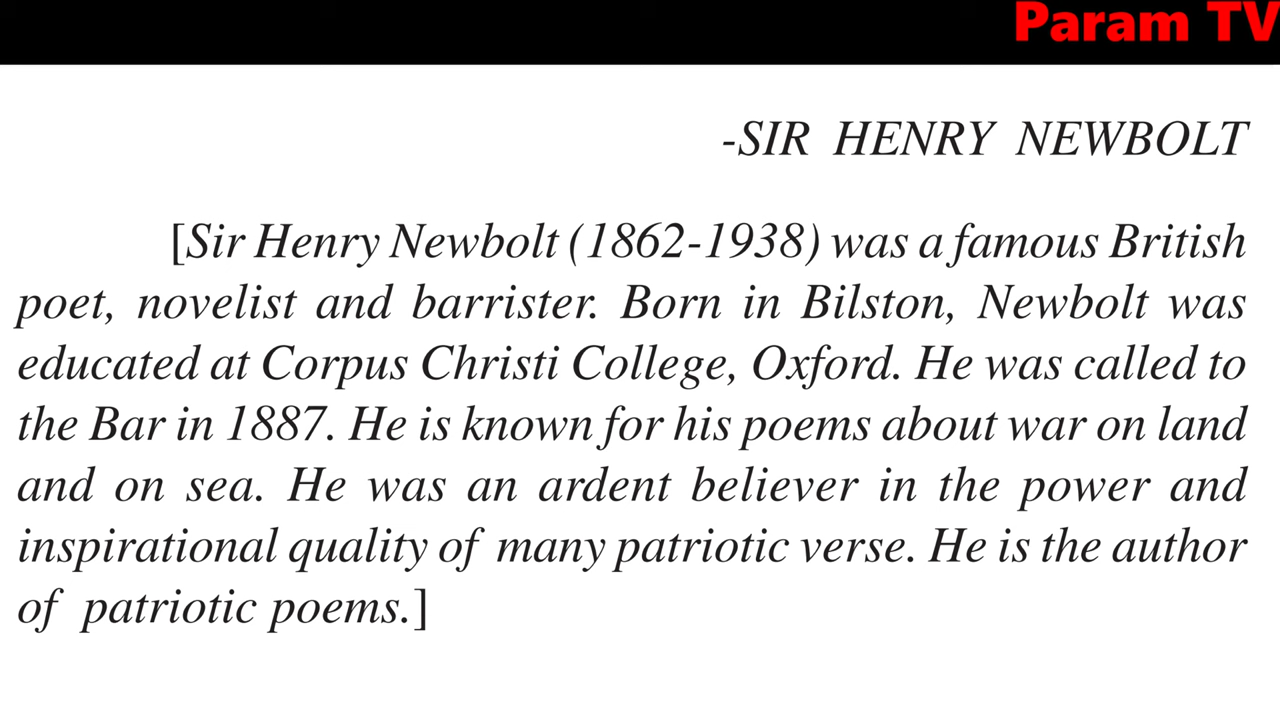 Param TV
-SIR HENRY NEWBOLT
[Sir Henry Newbolt (1862-1938) was a famous British
poet, novelist and barrister. Born in Bilston, Newbolt was
educated at Corpus Christi College, Oxford. He was called to
the Bar in 1887. He is known for his poems about war on land
and on sea. He was an ardent believer in the power and
inspirational quality of many patriotic verse. He is the author
of patriotic poems.]